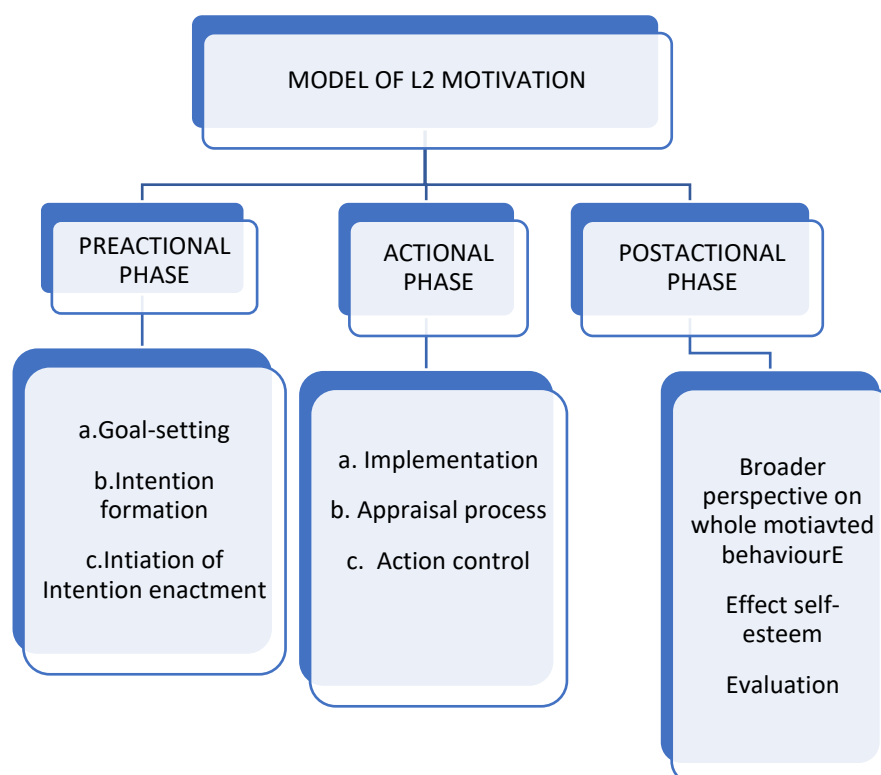 MODEL OF L2 MOTIVATION
PREACTIONAL
PHASE
ACTIONAL
PHASE
POSTACTIONAL
PHASE
a.Goal-setting
b.Intention
formation
c.Intiation of
Intention enactment
a. Implementation
b. Appraisal process
c. Action control
Broader
perspective on
whole motiavted
behaviourE
Effect self-
esteem
Evaluation